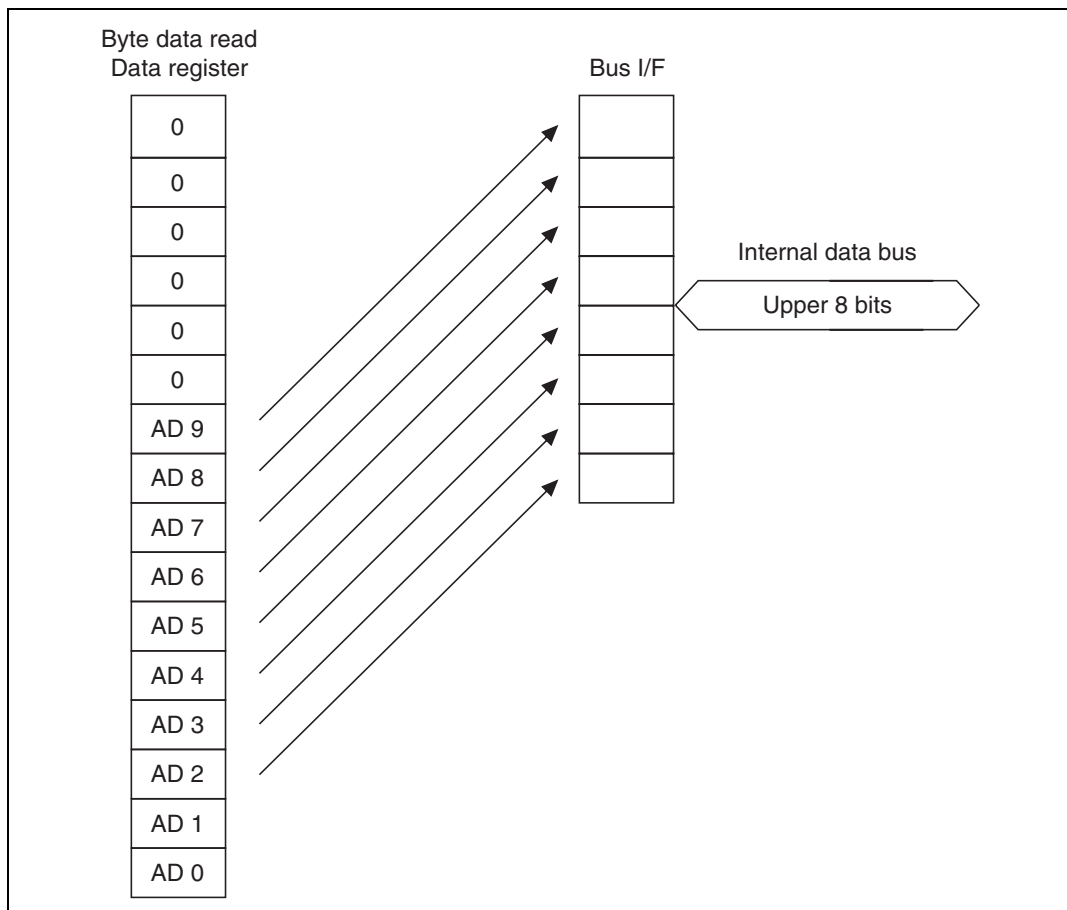 Byte data read
Data register
0
0
0
0
0
0
AD 9
AD 8
AD 7
AD 6
AD 5
AD 4
AD 3
AD 2
AD 1
AD 0
Bus I/F
Internal data bus
Upper 8 bits